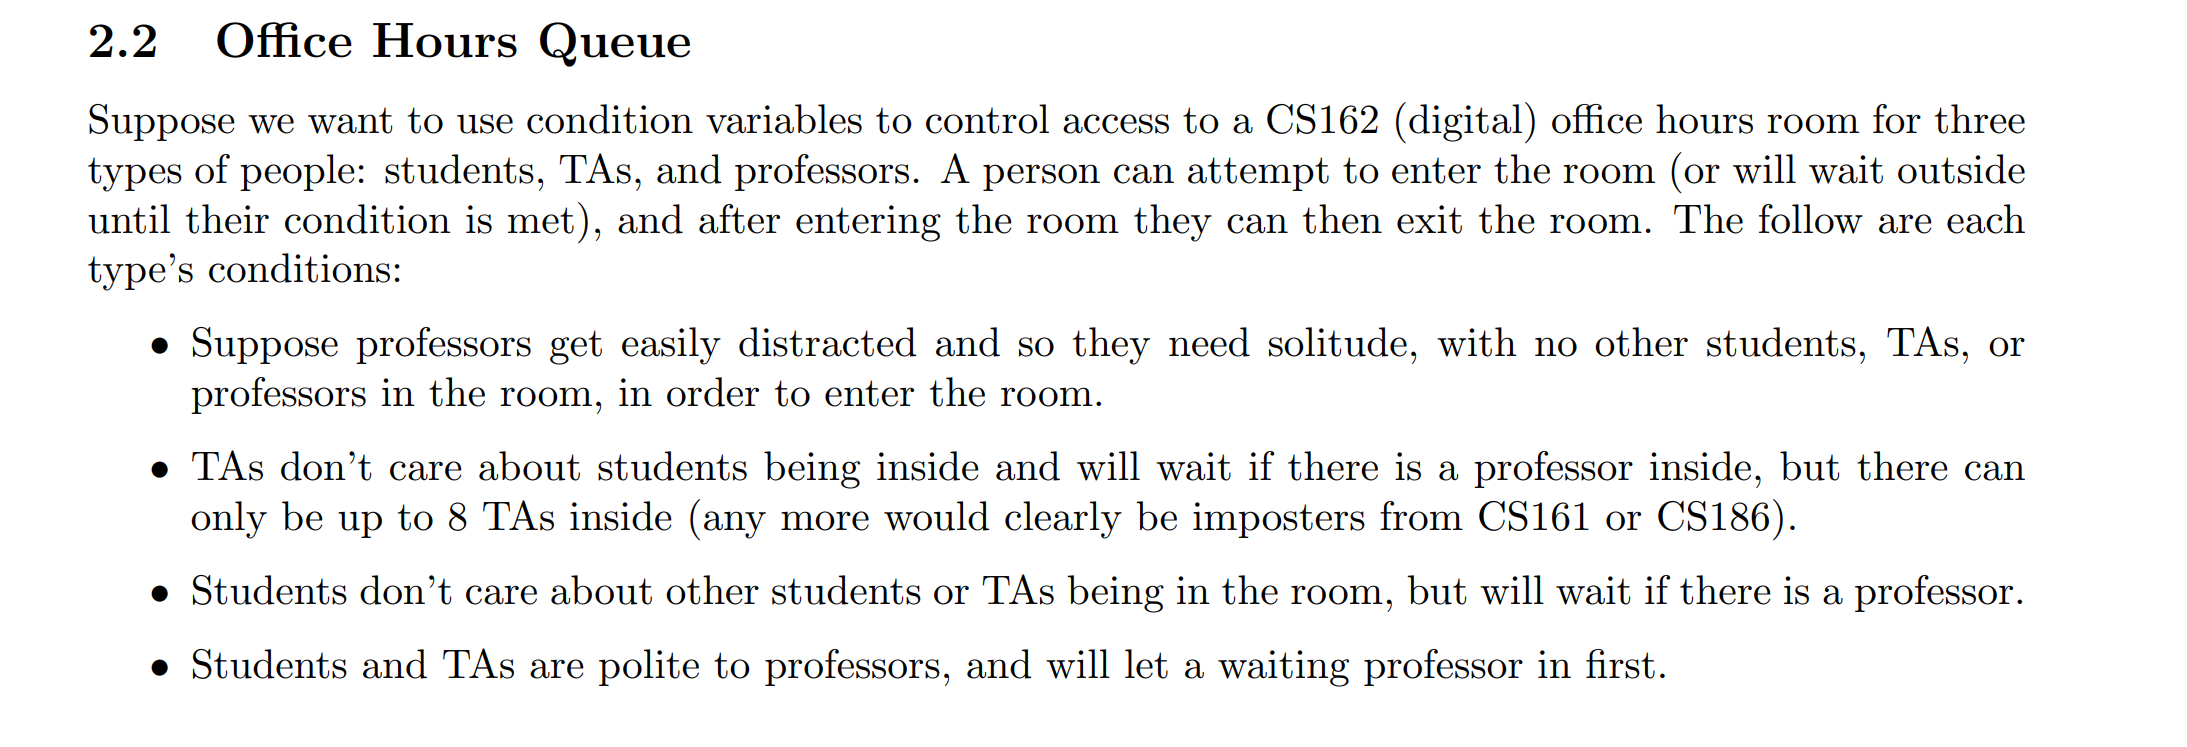 2.2 Office Hours Queue
Suppose we want to use condition variables to control access to a CS162 (digital) office hours room for three
types of people: students, TAs, and professors. A person can attempt to enter the room (or will wait outside
until their condition is met), and after entering the room they can then exit the room. The follow are each
type's conditions:
• Suppose professors get easily distracted and so they need solitude, with no other students, TAs, or
professors in the room, in order to enter the room.
• TAs don't care about students being inside and will wait if there is a professor inside, but there can
only be up to 8 TAs inside (any more would clearly be imposters from CS161 or CS186).
• Students don't care about other students or TAs being in the room, but will wait if there is a professor.
• Students and TAs are polite to professors, and will let a waiting professor in first.